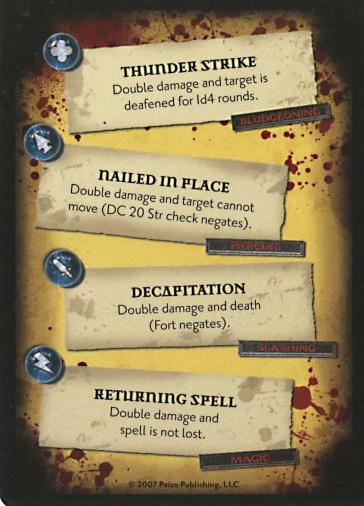 THUNDER STRIKE
Double damage and target is
deafened for 1d4 rounds.
BLUDGEONING
NAILED IN PLACE
Double damage and target cannot
move (DC 20 Str check negates).
PIERCING
DECAPITATION
Double damage and death
(Fort negates).
SLASHING
RETURNING SPELL
Double damage and
spell is not lost.
MAGIC
© 2007 Paizo Publishing, LLC